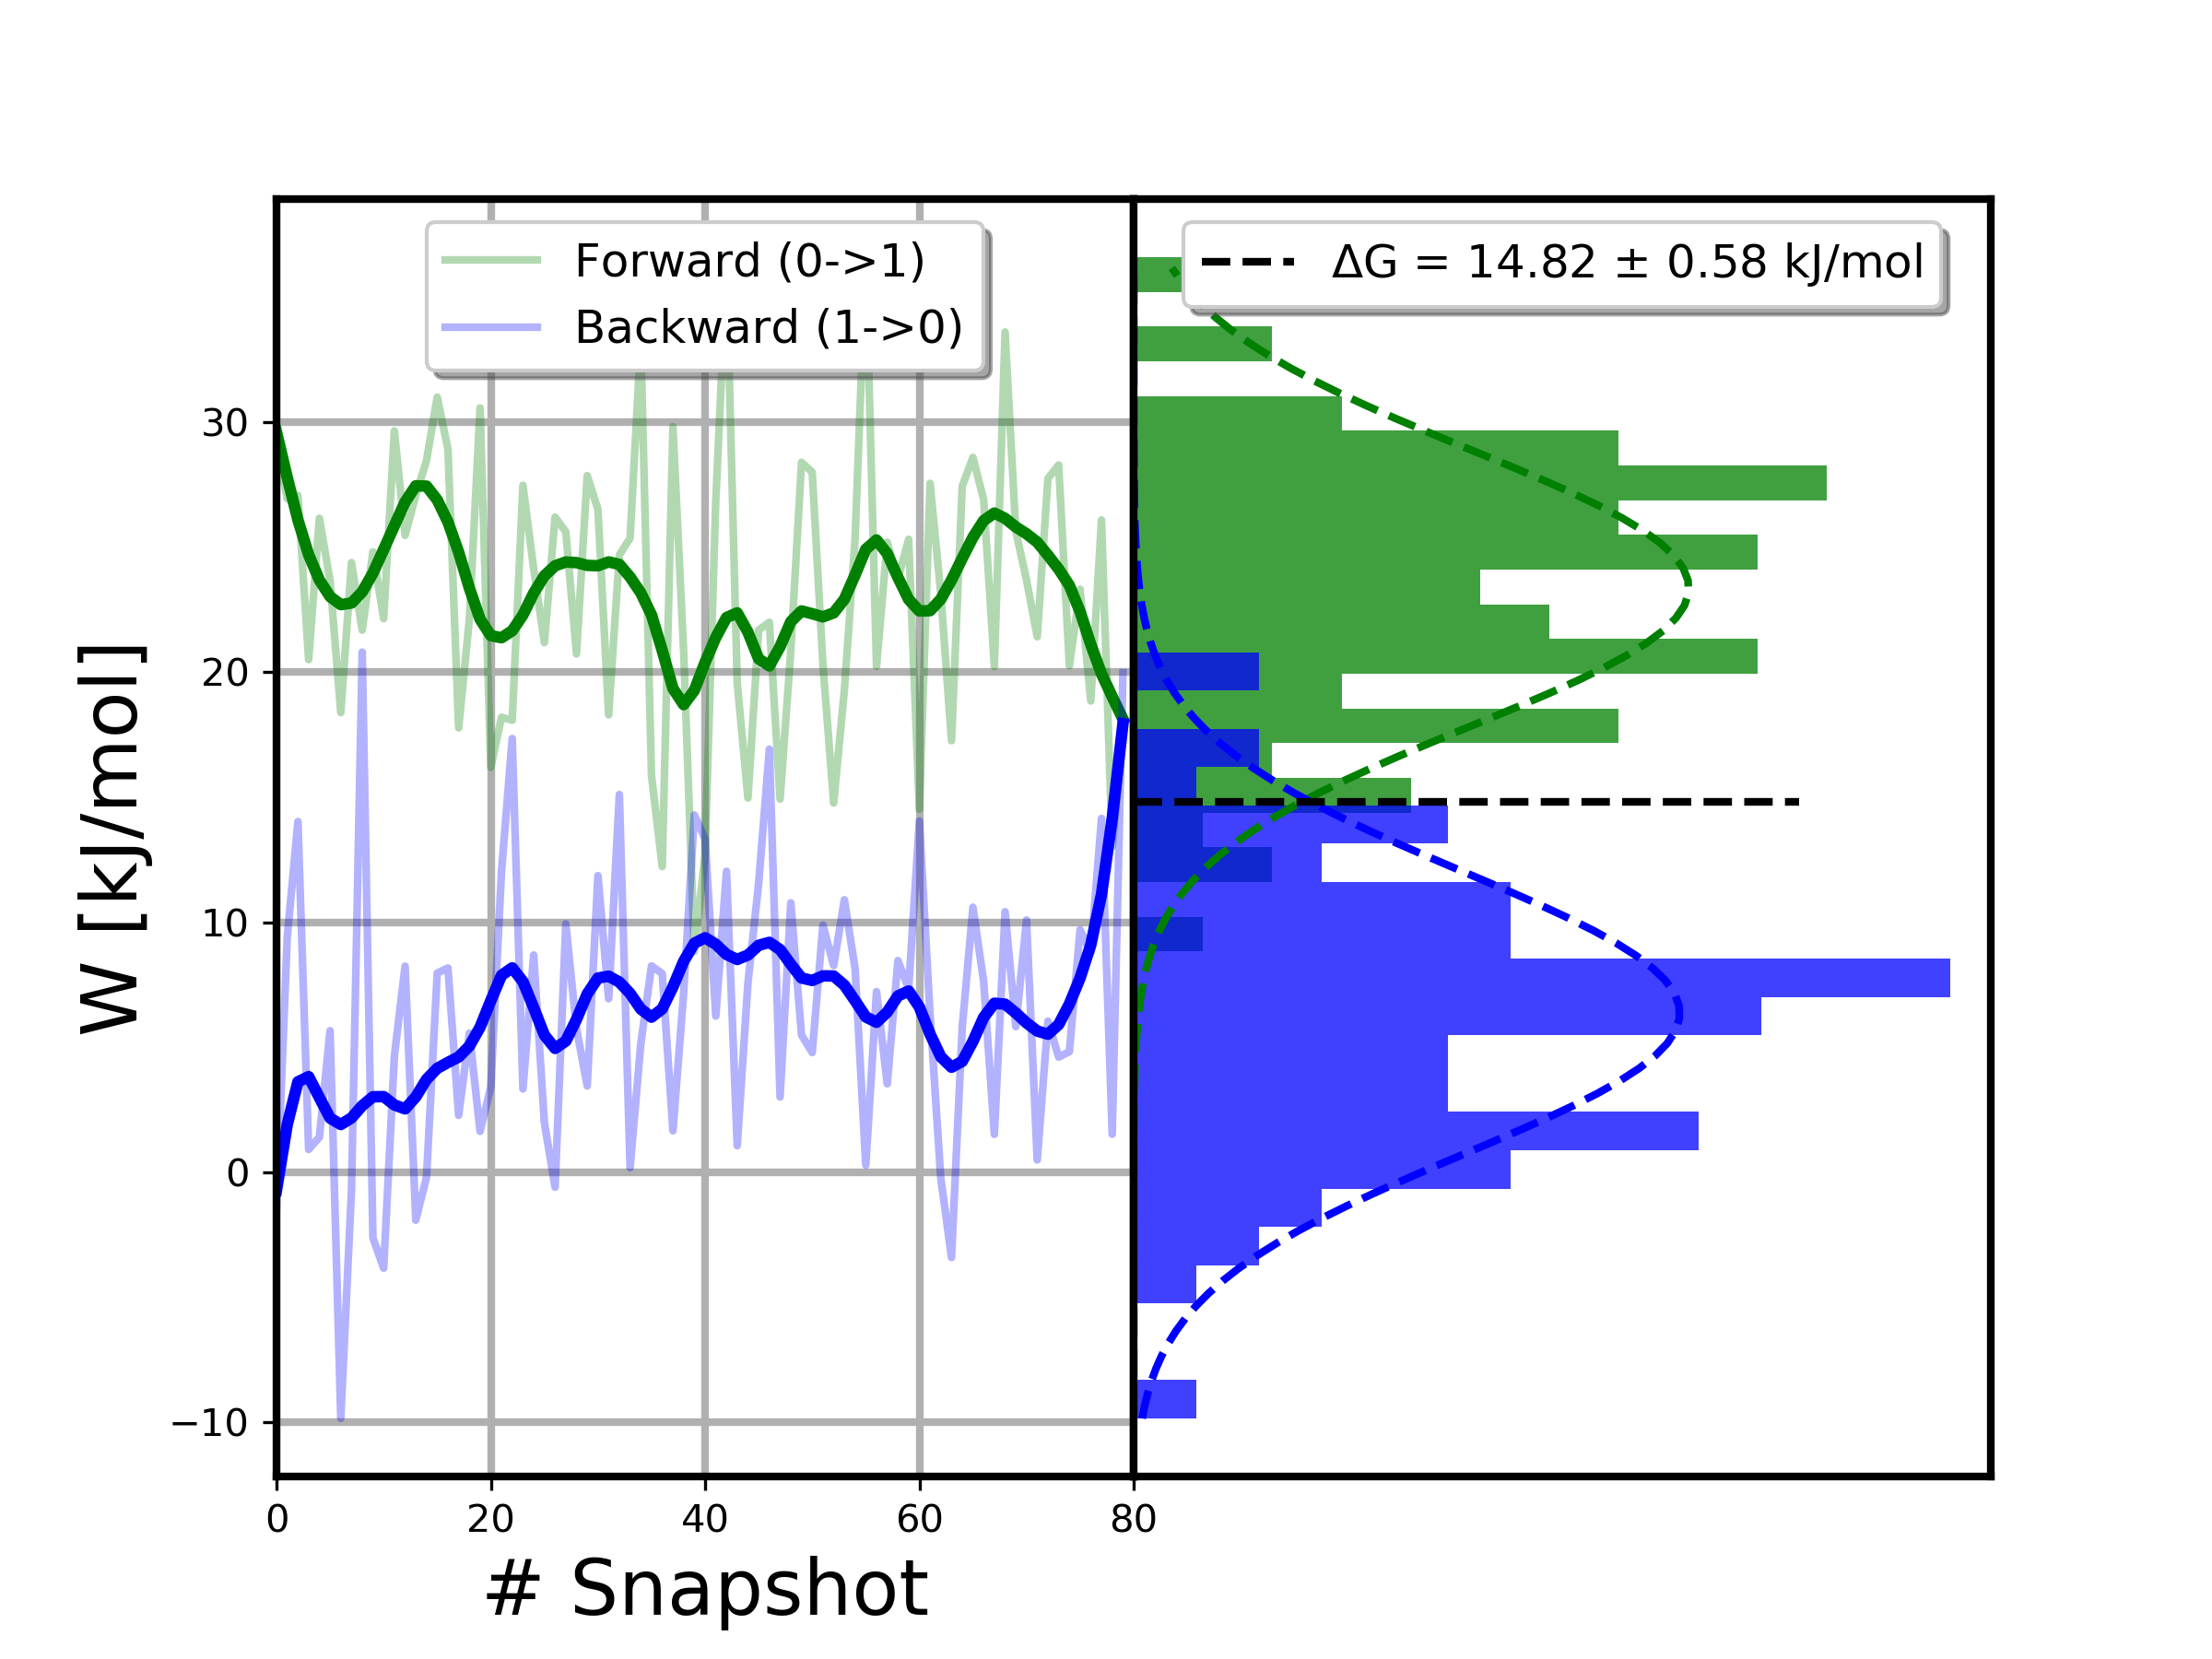 Forward (0->1)
Backward (1->0)
ΔG = 14.82 ± 0.58 kJ/mol
W [kJ/mol]
30
20
10
0
−10
0 20 40 60 80
# Snapshot